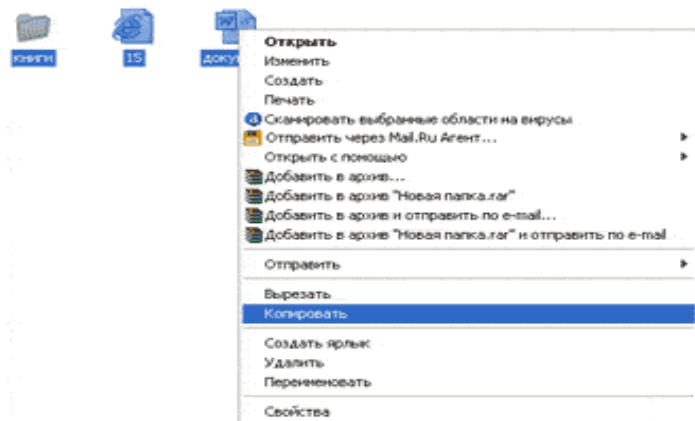 книги
15
доку
Открыть
Изменить
Создать
Печать
Сканировать выбранные области на вирусы
Отправить через Mail.Ru Агент...
Открыть с помощью
Добавить в архив...
Добавить в архив "Новая папка.rar"
Добавить в архив и отправить по e-mail...
Добавить в архив "Новая папка.rar" и отправить по e-mail
Отправить
Вырезать
Копировать
Создать ярлык
Удалить
Переименовать
Свойства